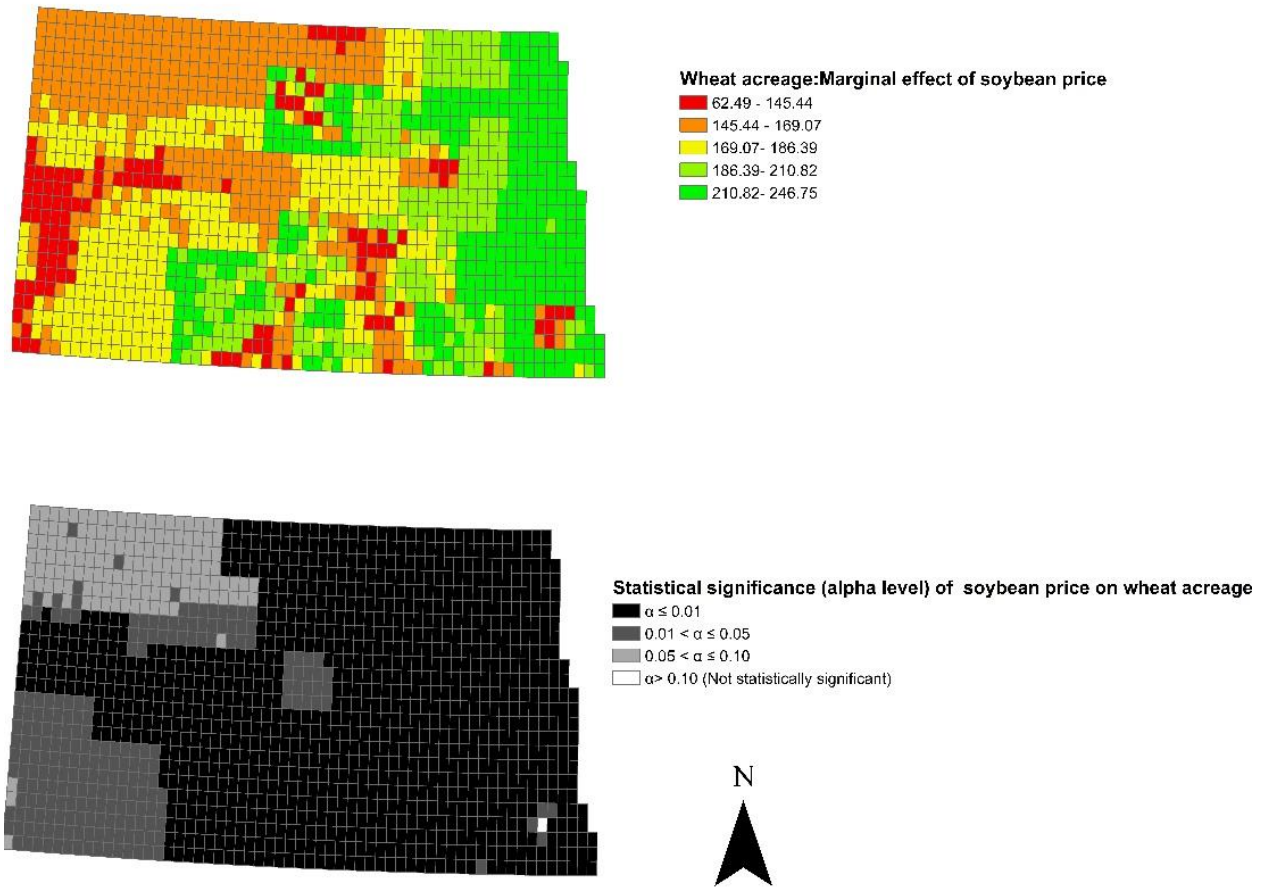 Wheat acreage:Marginal effect of soybean price
62.49 - 145.44
145.44 - 169.07
169.07- 186.39
186.39- 210.82
210.82- 246.75
Statistical significance (alpha level) of  soybean price on wheat acreage
α ≤ 0.01
0.01 < α ≤ 0.05
0.05 < α ≤ 0.10
α> 0.10 (Not statistically significant)
N